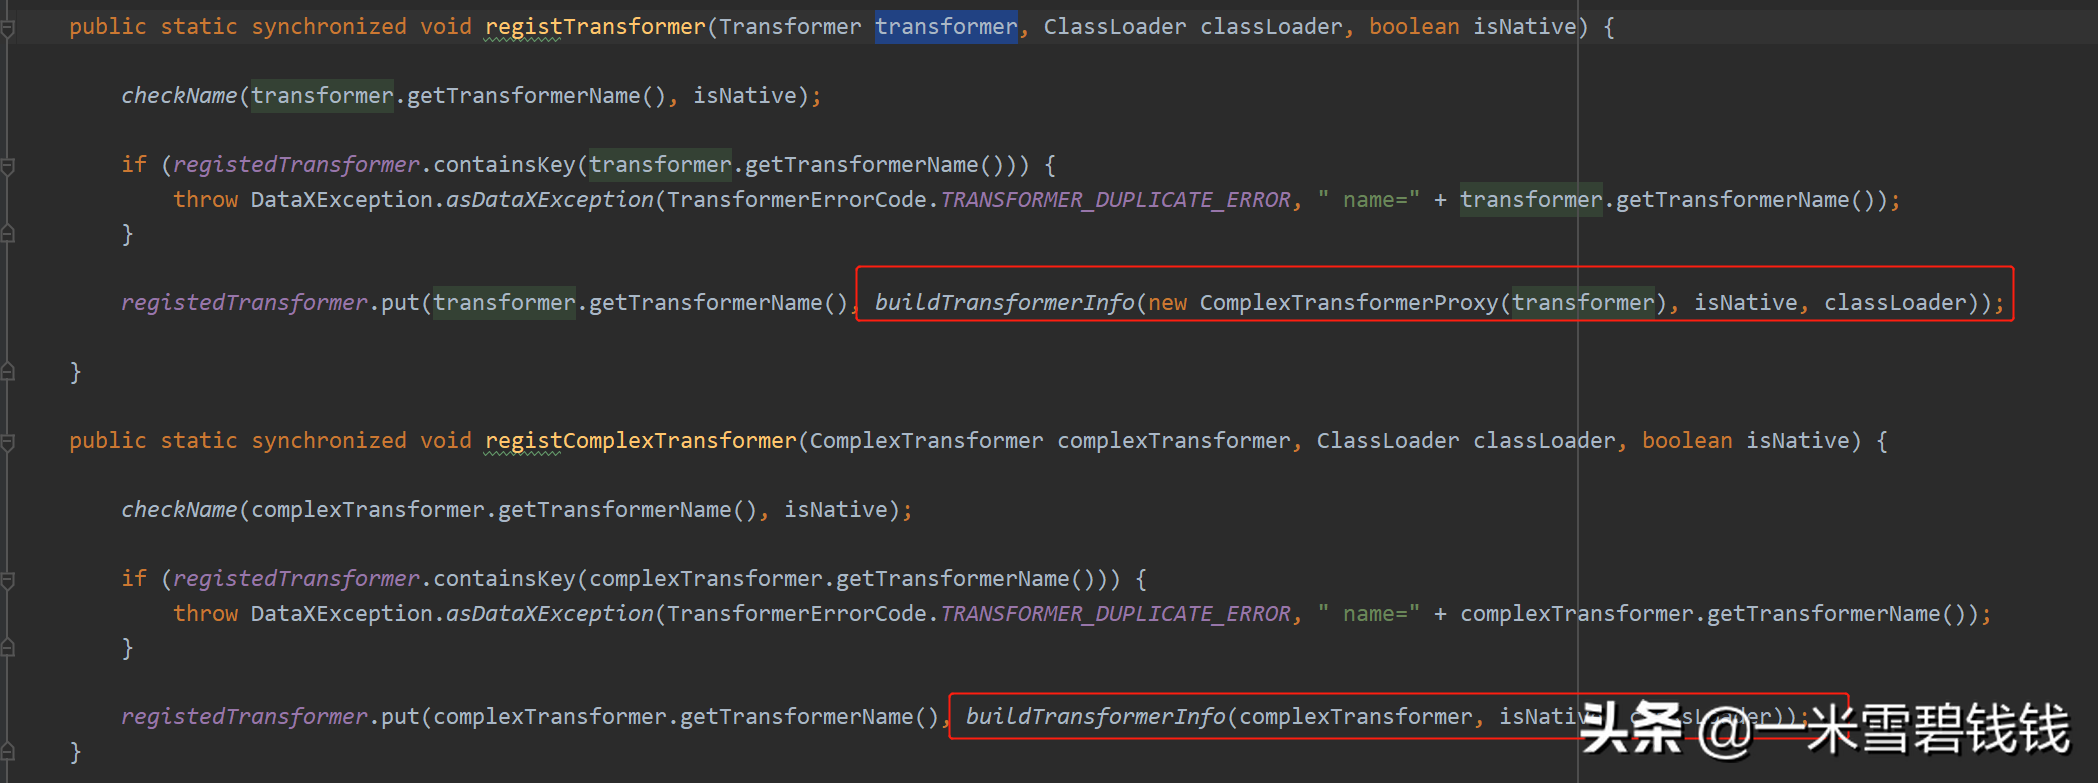 public static synchronized void registTransformer(Transformer transformer, ClassLoader classLoader, boolean isNative) {
checkName(transformer.getTransformerName(), isNative);
if (registedTransformer.containsKey(transformer.getTransformerName())) {
throw DataXException.asDataXException(TransformerErrorCode.TRANSFORMER_DUPLICATE_ERROR, " name=" + transformer.getTransformerName());
}
registedTransformer.put(transformer.getTransformerName(), buildTransformerInfo(new ComplexTransformerProxy(transformer), isNative, classLoader));
}
public static synchronized void registComplexTransformer(ComplexTransformer complexTransformer, ClassLoader classLoader, boolean isNative) {
checkName(complexTransformer.getTransformerName(), isNative);
if (registedTransformer.containsKey(complexTransformer.getTransformerName())) {
throw DataXException.asDataXException(TransformerErrorCode.TRANSFORMER_DUPLICATE_ERROR, " name=" + complexTransformer.getTransformerName());
}
registedTransformer.put(complexTransformer.getTransformerName(), buildTransformerInfo(complexTransformer, isNative, classLoader));
}
头条 @一米雪碧钱钱